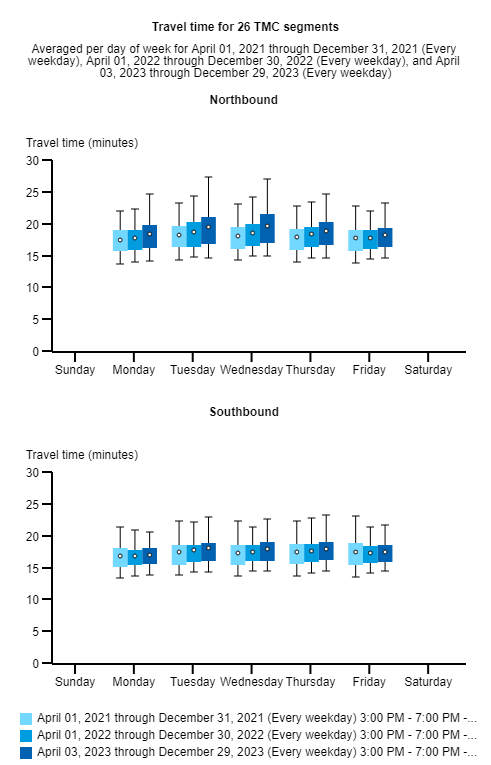 Travel time for 26 TMC segments
Averaged per day of week for April 01, 2021 through December 31, 2021 (Every
weekday), April 01, 2022 through December 30, 2022 (Every weekday), and April
03, 2023 through December 29, 2023 (Every weekday)
Northbound
Travel time (minutes)
30
25
20
15
10
5
0
Sunday Monday Tuesday Wednesday Thursday Friday Saturday
Southbound
Travel time (minutes)
30
25
20
15
10
5
0
Sunday Monday Tuesday Wednesday Thursday Friday Saturday
April 01, 2021 through December 31, 2021 (Every weekday) 3:00 PM - 7:00 PM -...
April 01, 2022 through December 30, 2022 (Every weekday) 3:00 PM - 7:00 PM -...
April 03, 2023 through December 29, 2023 (Every weekday) 3:00 PM - 7:00 PM -...